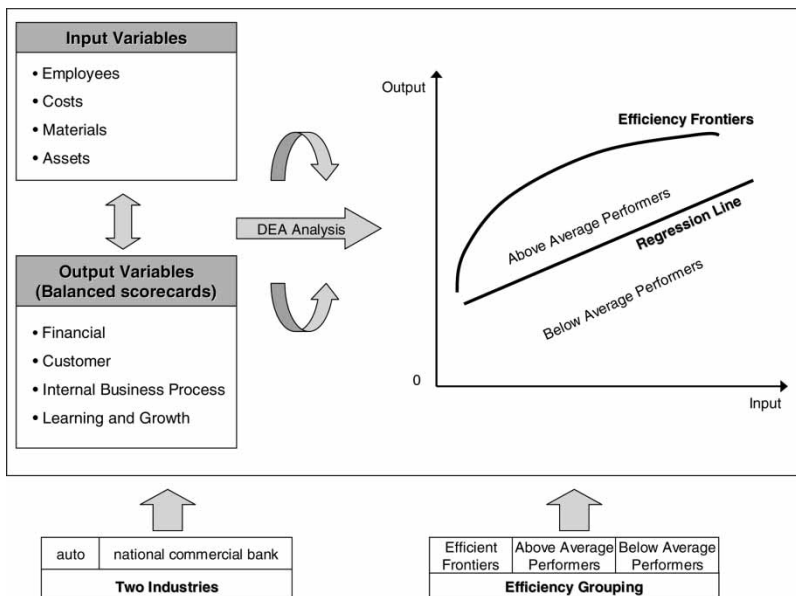 Input Variables
• Employees
• Costs
• Materials
• Assets
Output Variables
(Balanced scorecards)
• Financial
• Customer
• Internal Business Process
• Learning and Growth
DEA Analysis
Output
Efficiency Frontiers
Above Average Performers
Regression Line
Below Average Performers
0
Input
auto
national commercial bank
Two Industries
Efficient
Frontiers
Above Average
Performers
Below Average
Performers
Efficiency Grouping